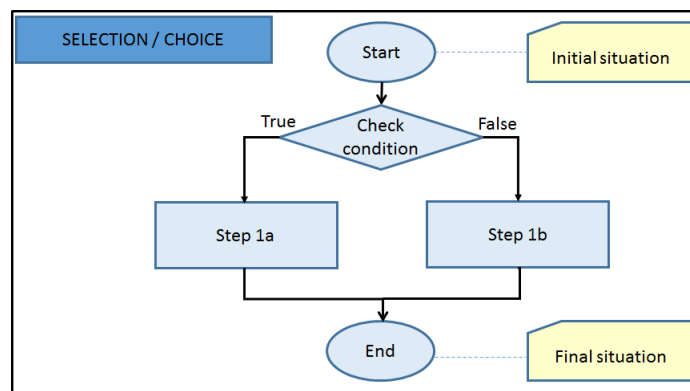 SELECTION / CHOICE
Start
Initial situation
True
Check
condition
False
Step 1a
Step 1b
End
Final situation